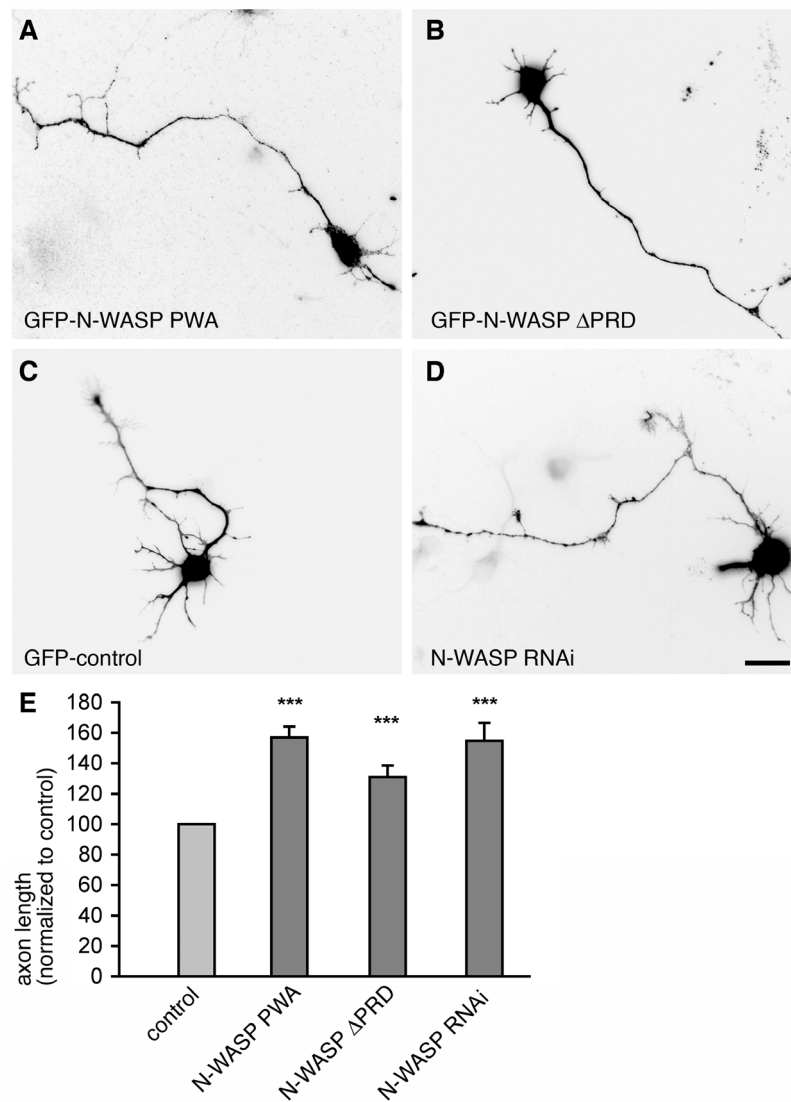 A
B
GFP-N-WASP PWA
GFP-N-WASP ΔPRD
C
D
GFP-control
N-WASP RNAi
E
180
160
140
120
100
80
60
40
20
0
axon length
(normalized to control)
***
***
***
control
N-WASP PWA
N-WASP ΔPRD
N-WASP RNAi